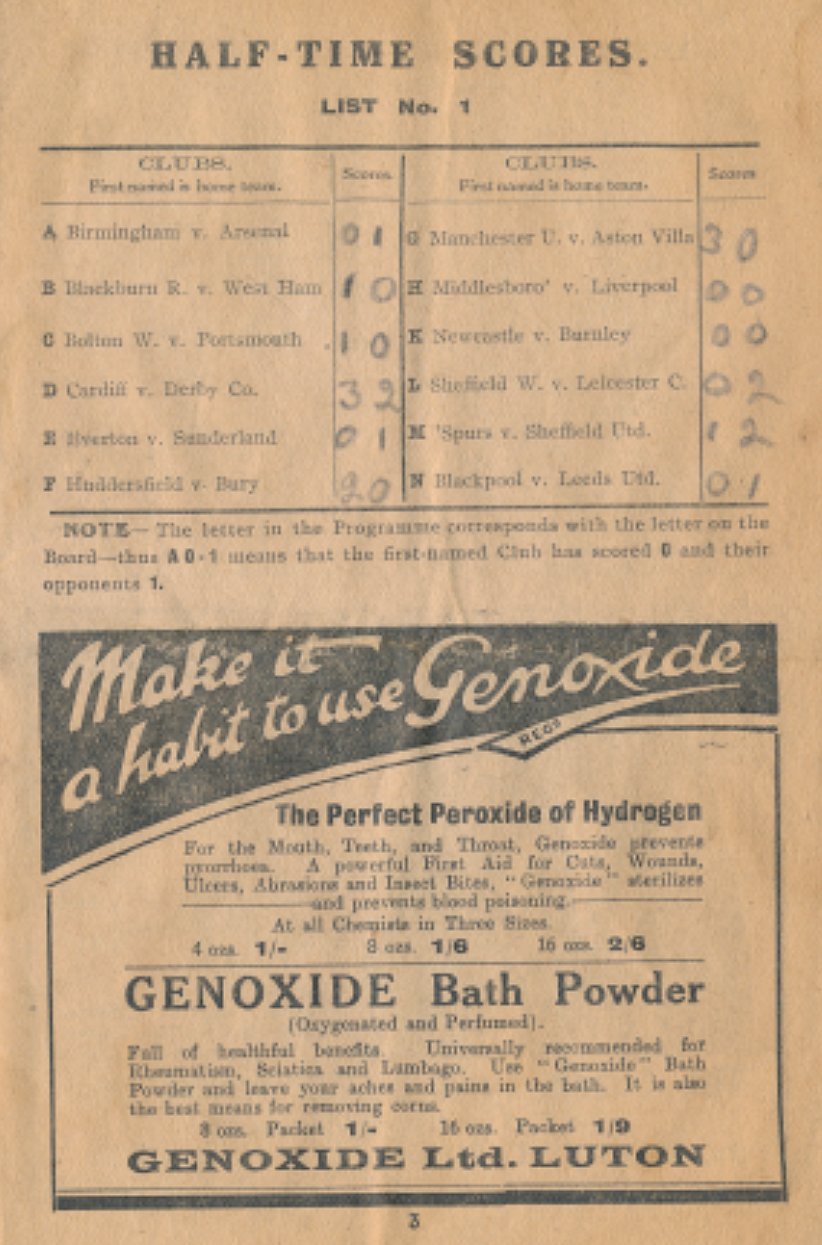 HALF-TIME SCORES.
LIST No. 1
CLUBS.
First named is home team.
Scores
A Birmingham v. Arsenal 0 1
B Blackburn R. v. West Ham 1 0
C Bolton W. v. Portsmouth 1 0
D Cardiff v. Derby Co. 3 2
E Everton v. Sunderland 0 1
F Huddersfield v. Bury 2 0
CLUBS.
First named is home team.
Scores
G Manchester U. v. Aston Villa 3 0
H Middlesboro' v. Liverpool 0 0
K Newcastle v. Burnley 0 0
L Sheffield W. v. Leicester C. 0 2
M 'Spurs v. Sheffield Utd. 1 2
N Blackpool v. Leeds Utd. 0 1
NOTE— The letter in the Programme corresponds with the letter on the
Board—thus A 0-1 means that the first-named Club has scored 0 and their
opponents 1.
Make it
a habit to use Genoxide
REGD
The Perfect Peroxide of Hydrogen
For the Mouth, Teeth, and Throat, Genoxide prevents
pyorrhoea. A powerful First Aid for Cuts, Wounds,
Ulcers, Abrasions and Insect Bites, "Genoxide" sterilizes
and prevents blood poisoning.
At all Chemists in Three Sizes.
4 ozs. 1/- 8 ozs. 1/6 16 ozs. 2/6
GENOXIDE Bath Powder
(Oxygenated and Perfumed).
Full of healthful benefits. Universally recommended for
Rheumatism, Sciatica and Lumbago. Use "Genoxide" Bath
Powder and leave your aches and pains in the bath. It is also
the best means for removing corns.
8 ozs. Packet 1/- 16 ozs. Packet 1/9
GENOXIDE Ltd. LUTON
3